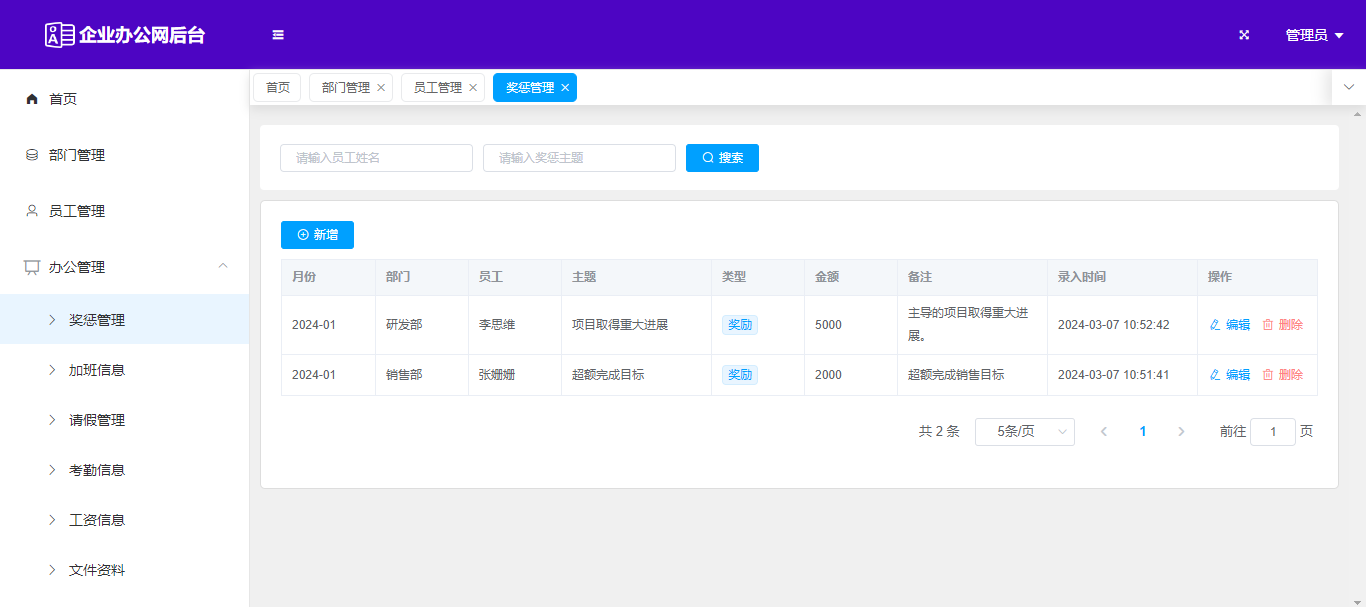 企业办公网后台
管理员
首页
部门管理
员工管理
办公管理
奖惩管理
加班信息
请假管理
考勤信息
工资信息
文件资料
首页 部门管理 员工管理 奖惩管理
请输入员工姓名 请输入奖惩主题 搜索
新增
月份 部门 员工 主题 类型 金额 备注 录入时间 操作
2024-01 研发部 李思维 项目取得重大进展 奖励 5000 主导的项目取得重大进
展。 2024-03-07 10:52:42 编辑 删除
2024-01 销售部 张姗姗 超额完成目标 奖励 2000 超额完成销售目标 2024-03-07 10:51:41 编辑 删除
共 2 条 5条/页 1 前往 1 页